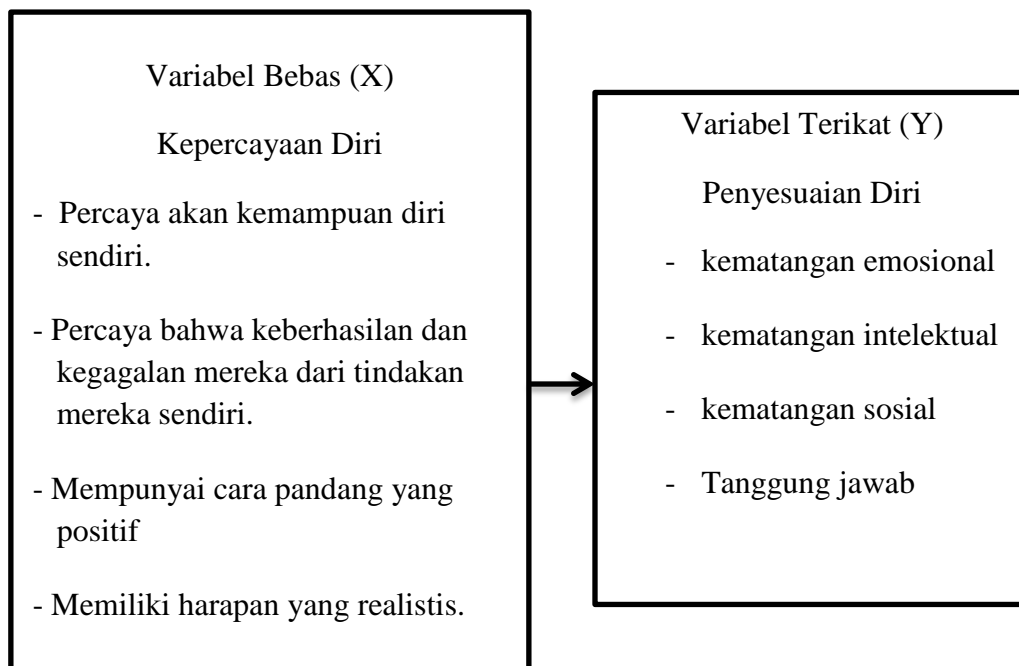 Variabel Bebas (X)
Kepercayaan Diri
- Percaya akan kemampuan diri
sendiri.
- Percaya bahwa keberhasilan dan
kegagalan mereka dari tindakan
mereka sendiri.
- Mempunyai cara pandang yang
positif
- Memiliki harapan yang realistis.
Variabel Terikat (Y)
Penyesuaian Diri
- kematangan emosional
- kematangan intelektual
- kematangan sosial
- Tanggung jawab